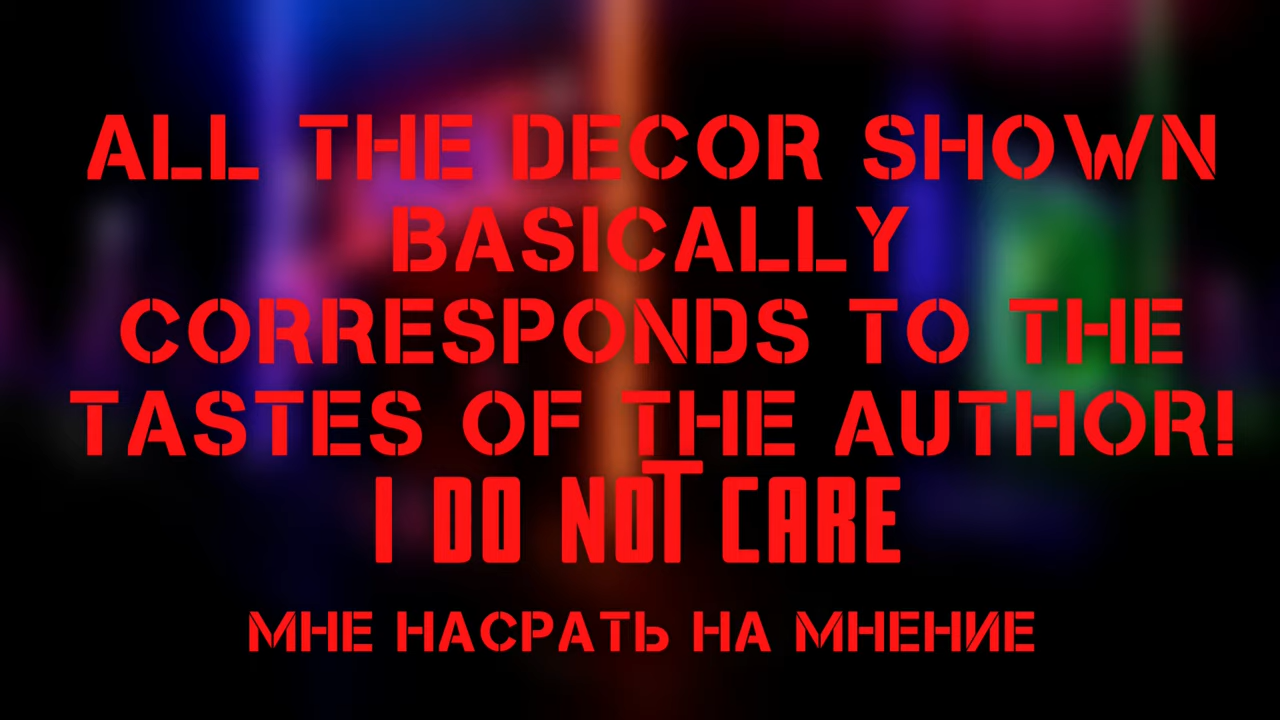 ALL THE DECOR SHOWN
BASICALLY
CORRESPONDS TO THE
TASTES OF THE AUTHOR!
I DO NOT CARE
МНЕ НАСРАТЬ НА МНЕНИЕ